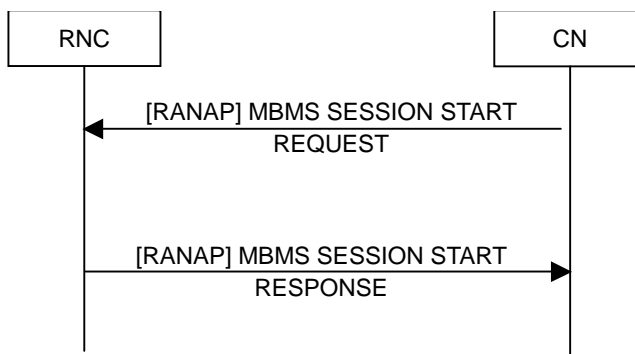 RNC
CN
[RANAP] MBMS SESSION START
REQUEST
[RANAP] MBMS SESSION START
RESPONSE